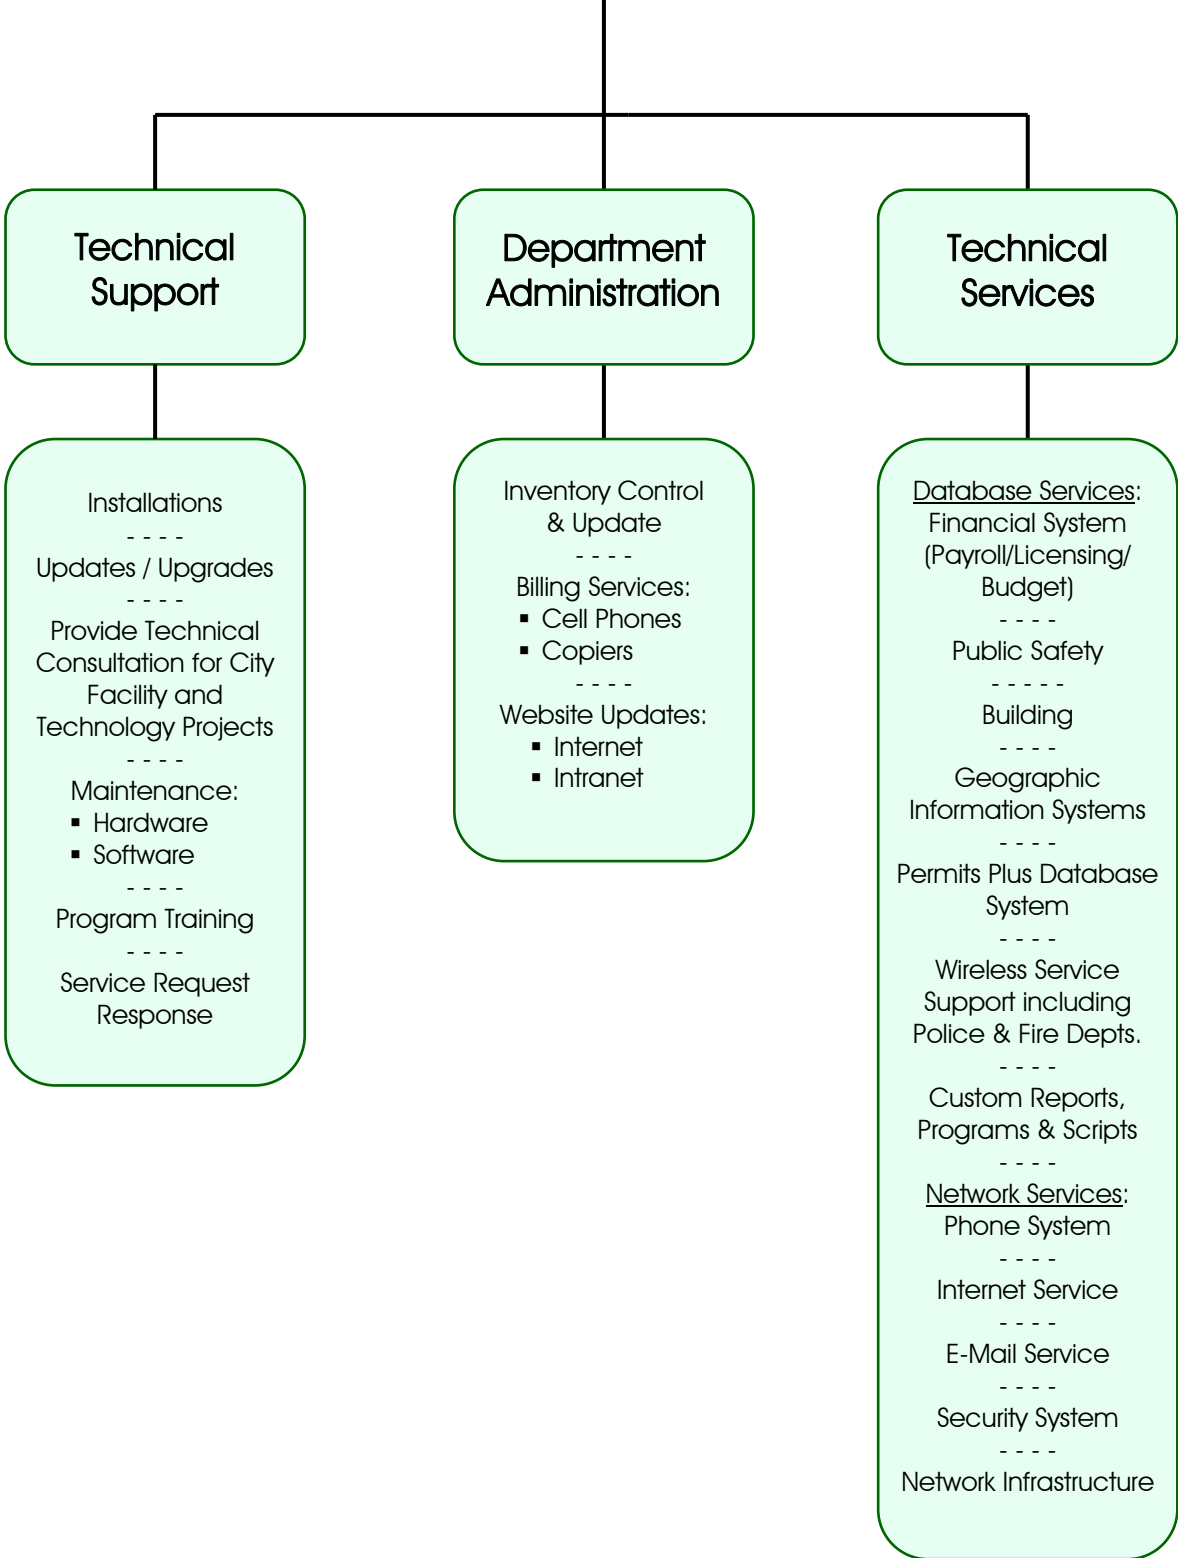 Technical
Support
Department
Administration
Technical
Services
Installations
- - - -
Updates / Upgrades
- - - -
Provide Technical
Consultation for City
Facility and
Technology Projects
- - - -
Maintenance:
▪ Hardware
▪ Software
- - - -
Program Training
- - - -
Service Request
Response
Inventory Control
& Update
- - - -
Billing Services:
▪ Cell Phones
▪ Copiers
- - - -
Website Updates:
▪ Internet
▪ Intranet
Database Services:
Financial System
(Payroll/Licensing/
Budget)
- - - -
Public Safety
- - - - -
Building
- - - -
Geographic
Information Systems
- - - -
Permits Plus Database
System
- - - -
Wireless Service
Support including
Police & Fire Depts.
- - - -
Custom Reports,
Programs & Scripts
- - - -
Network Services:
Phone System
- - - -
Internet Service
- - - -
E-Mail Service
- - - -
Security System
- - - -
Network Infrastructure